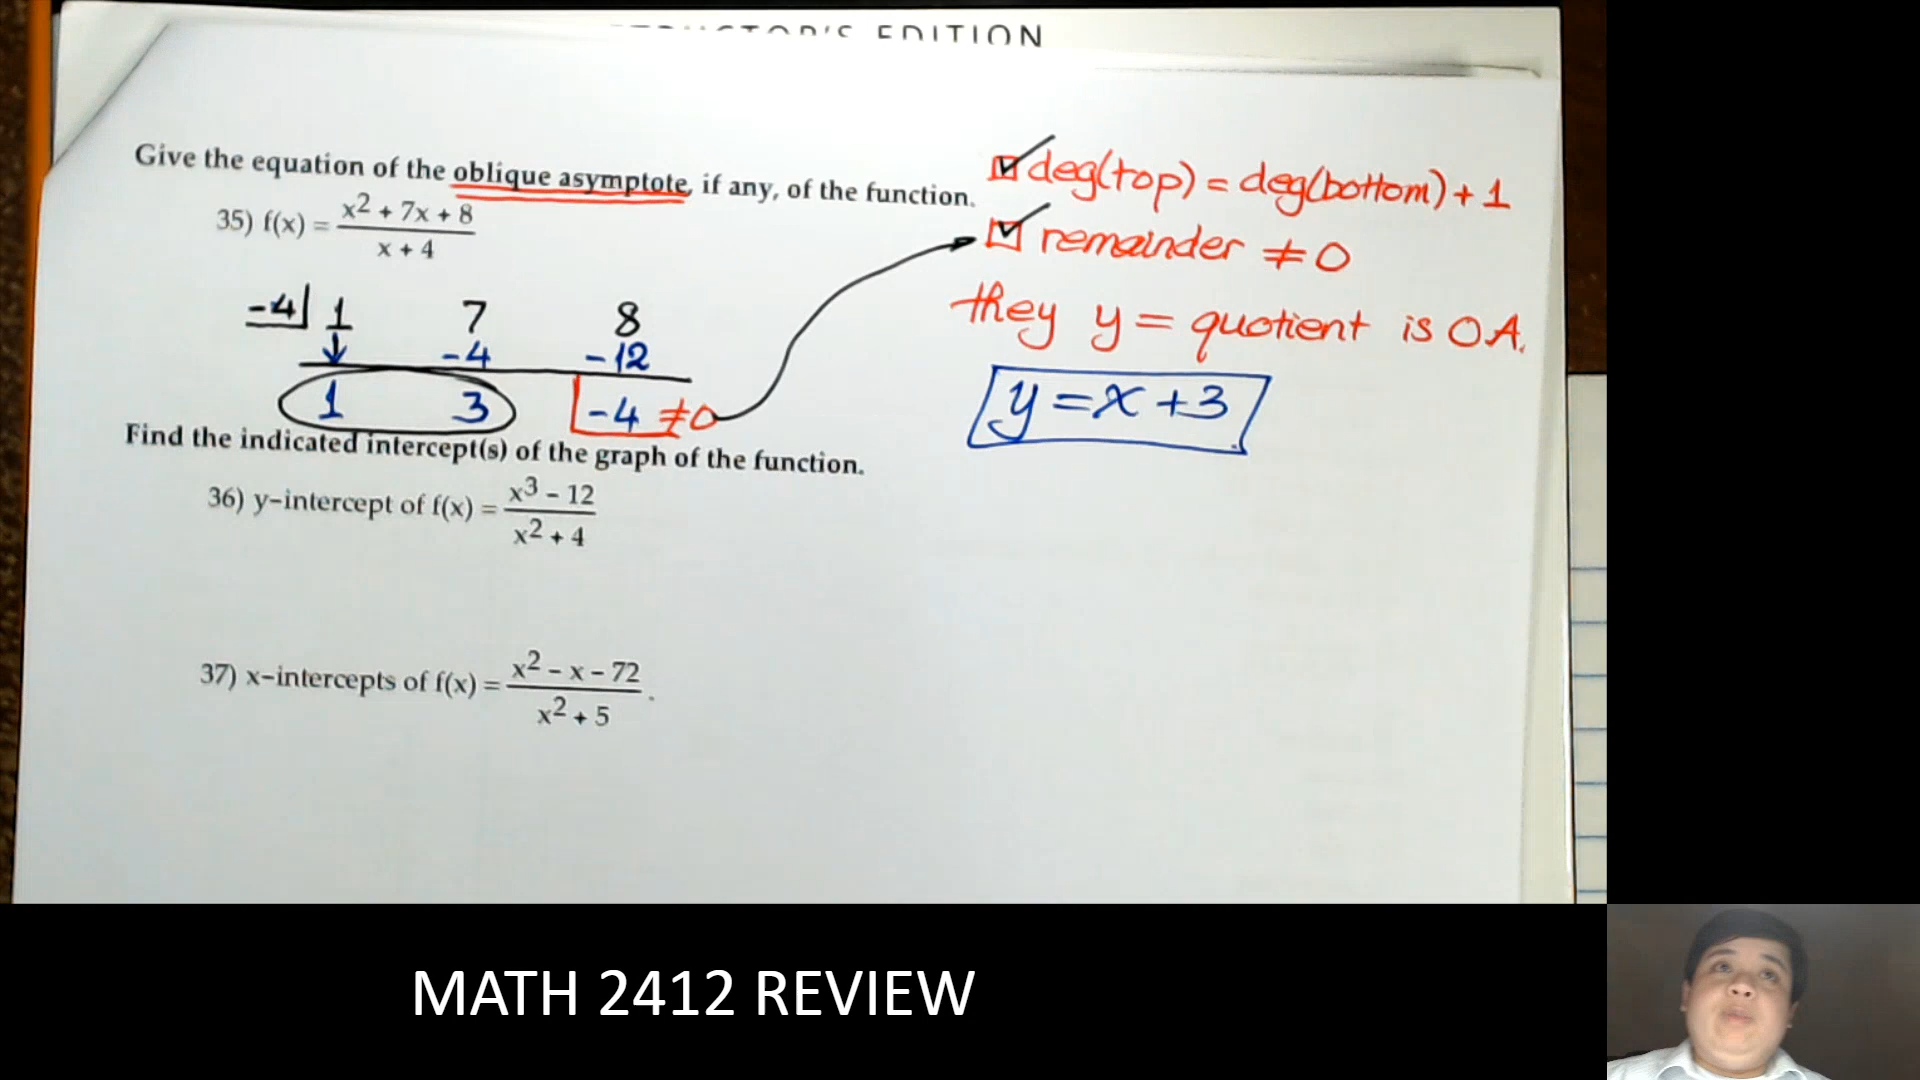 EDITION
Give the equation of the oblique asymptote, if any, of the function.
35) f(x) = (x² + 7x + 8)/(x + 4)
deg(top) = deg(bottom) + 1
remainder ≠ 0
they y = quotient is OA.
-4| 1 7 8
-4 -12
1 3 -4 ≠0
y = x + 3
Find the indicated intercept(s) of the graph of the function.
36) y-intercept of f(x) = (x³ - 12)/(x² + 4)
37) x-intercepts of f(x) = (x² - x - 72)/(x² + 5).
MATH 2412 REVIEW